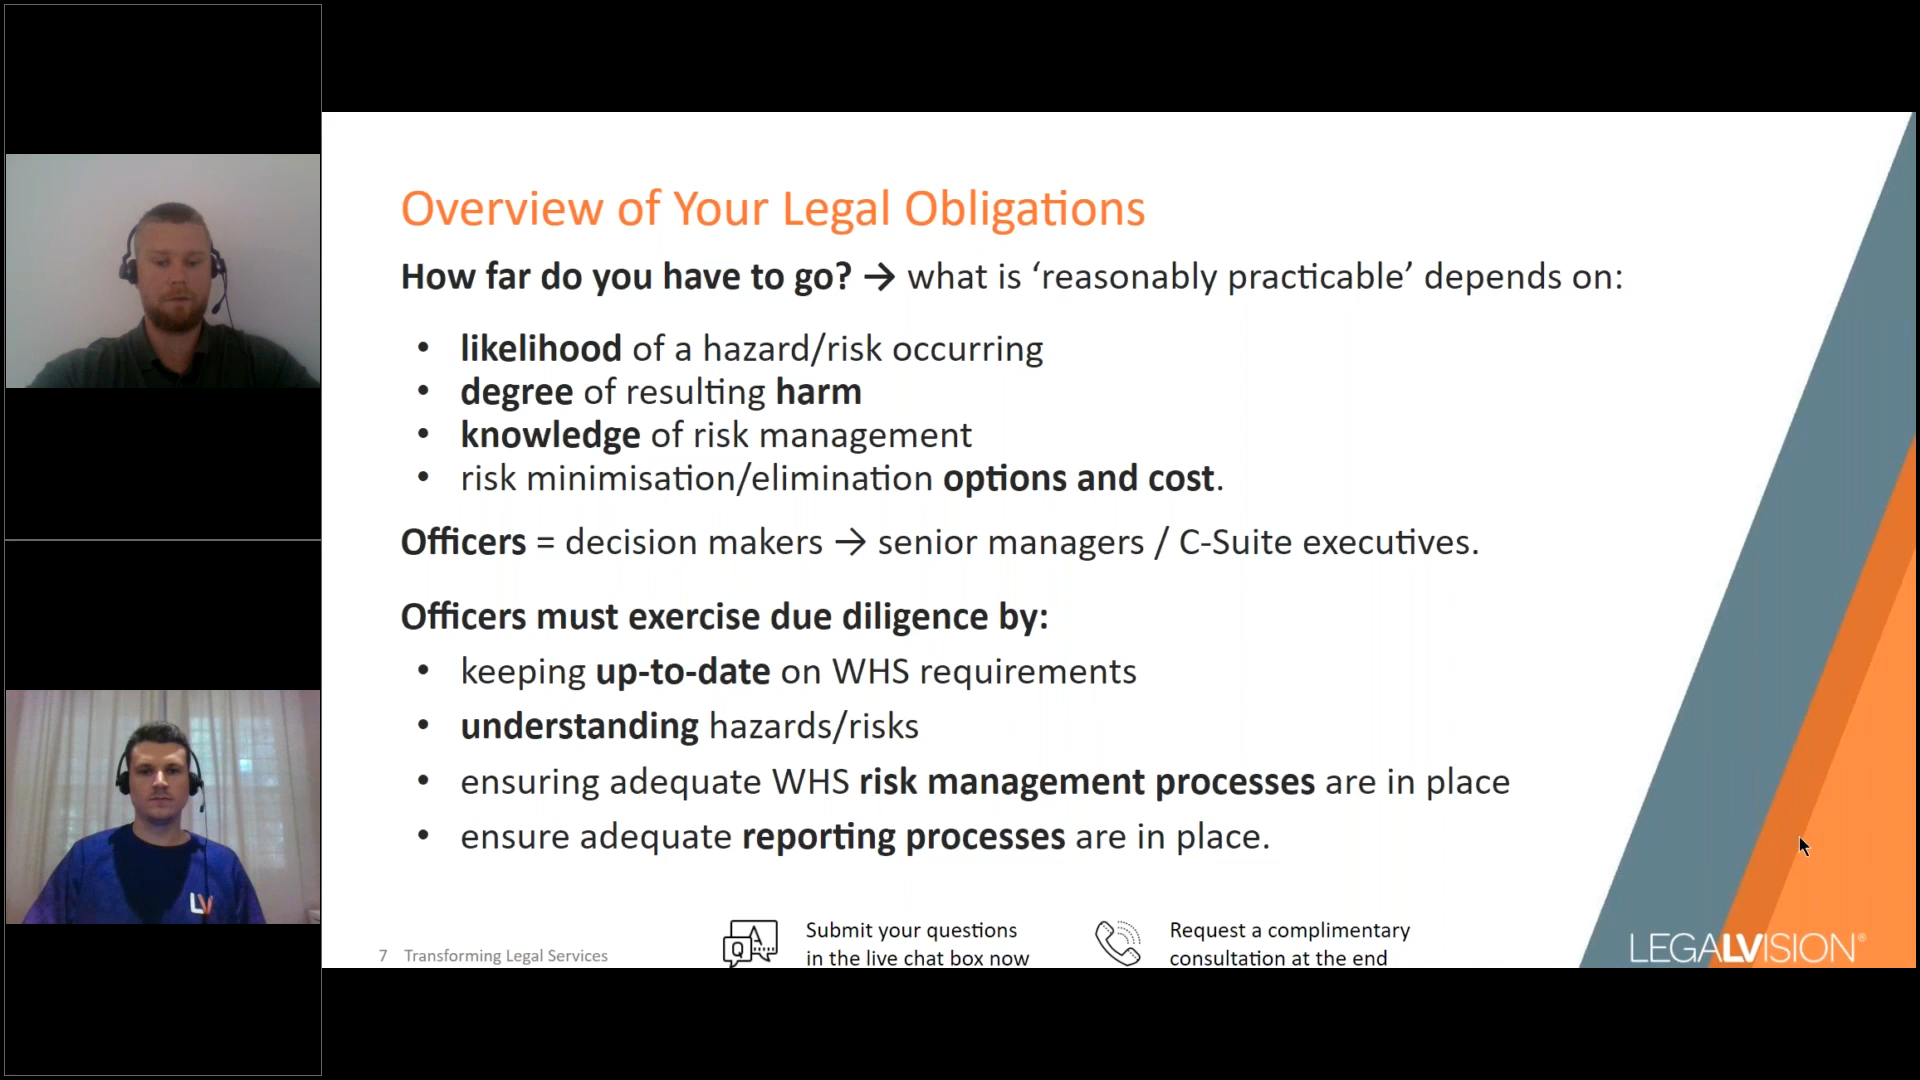 Overview of Your Legal Obligations
How far do you have to go? → what is ‘reasonably practicable’ depends on:
• likelihood of a hazard/risk occurring
• degree of resulting harm
• knowledge of risk management
• risk minimisation/elimination options and cost.
Officers = decision makers → senior managers / C-Suite executives.
Officers must exercise due diligence by:
• keeping up-to-date on WHS requirements
• understanding hazards/risks
• ensuring adequate WHS risk management processes are in place
• ensure adequate reporting processes are in place.
LV
7 Transforming Legal Services
Q A
Submit your questions
in the live chat box now
Request a complimentary
consultation at the end
LEGALVISION®